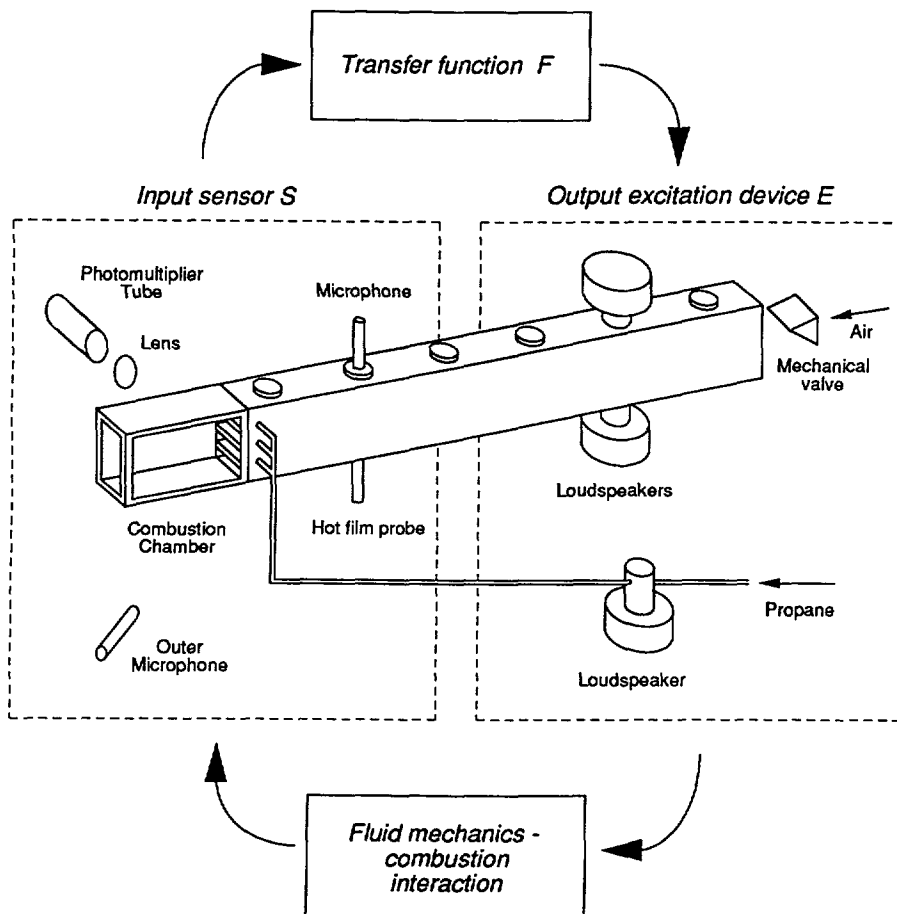 Transfer function F
Input sensor S
Output excitation device E
Photomultiplier
Tube
Lens
Microphone
Air
Mechanical
valve
Combustion
Chamber
Hot film probe
Loudspeakers
Propane
Outer
Microphone
Loudspeaker
Fluid mechanics -
combustion
interaction